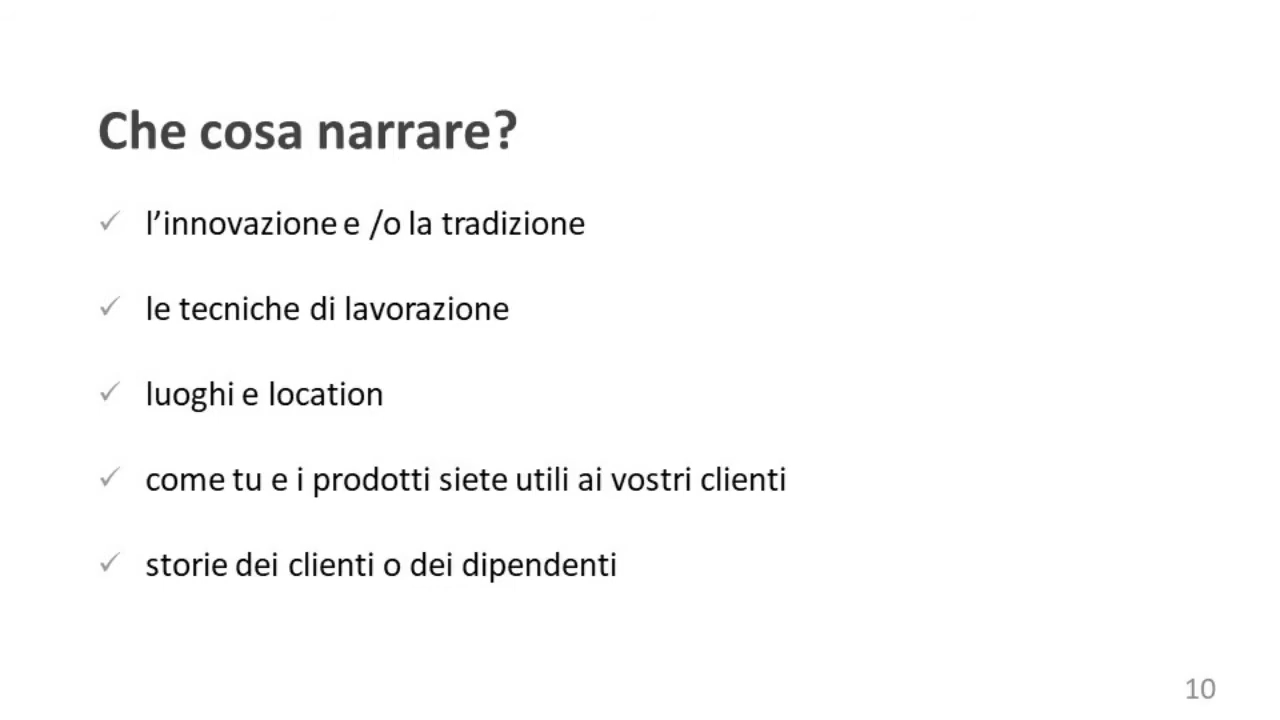 Che cosa narrare?
✓ l’innovazione e /o la tradizione
✓ le tecniche di lavorazione
✓ luoghi e location
✓ come tu e i prodotti siete utili ai vostri clienti
✓ storie dei clienti o dei dipendenti
10